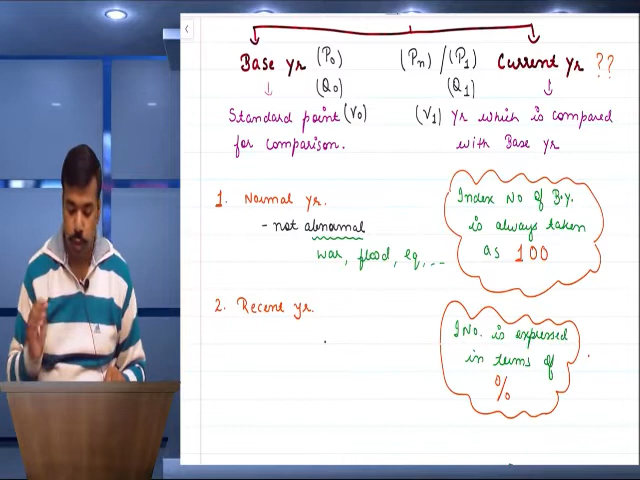 Base yr (P0) (Pn) / (P1) Current yr ??
(Q0) (Q1)
Standard point (V0) (V1) Yr which is compared
for comparison. with Base yr
1. Normal yr.
- not abnormal
war, flood, eq, ...
Index No of B.Y.
is always taken
as 100
2. Recent yr.
I No. is expressed
in terms of
%